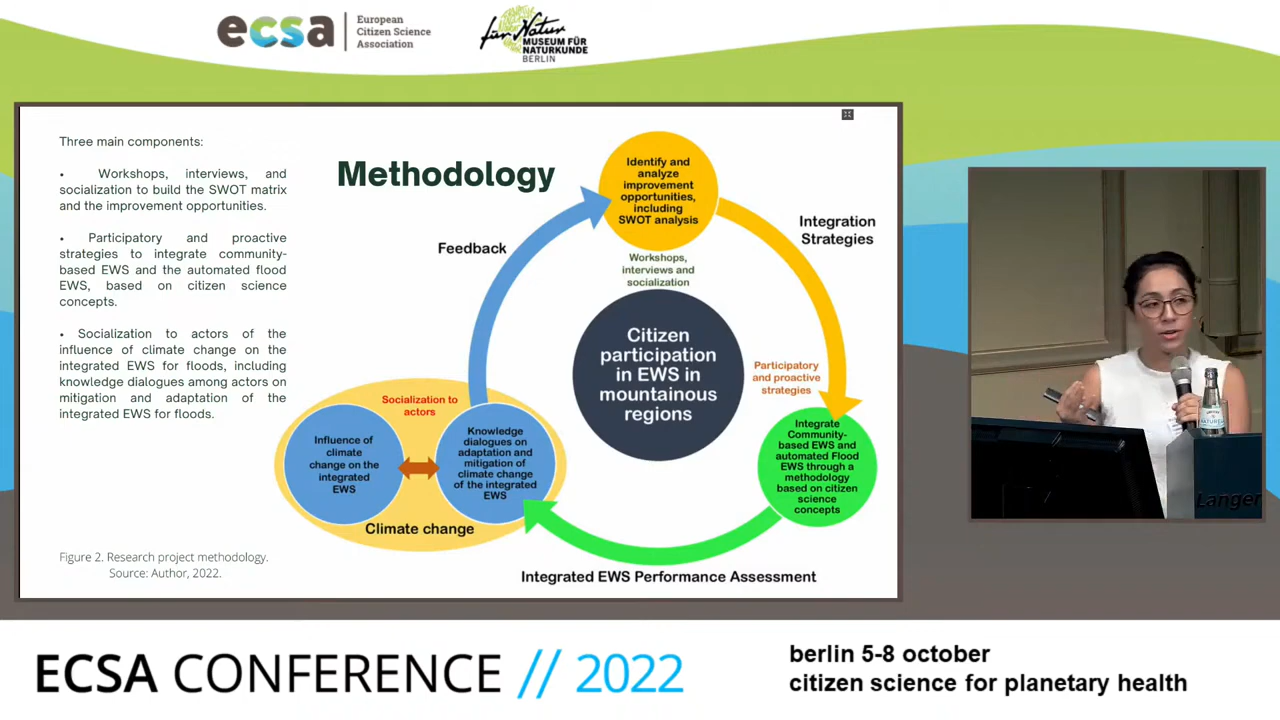 ecsa
European
Citizen Science
Association
für Natur
MUSEUM FÜR
NATURKUNDE
BERLIN
Three main components:
• Workshops, interviews, and
socialization to build the SWOT matrix
and the improvement opportunities.
• Participatory and proactive
strategies to integrate community-
based EWS and the automated flood
EWS, based on citizen science
concepts.
• Socialization to actors of the
influence of climate change on the
integrated EWS for floods, including
knowledge dialogues among actors on
mitigation and adaptation of the
integrated EWS for floods.
Figure 2. Research project methodology.
Source: Author, 2022.
Methodology
Identify and
analyze
improvement
opportunities,
including
SWOT analysis
Feedback
Integration
Strategies
Workshops,
interviews and
socialization
Citizen
participation
in EWS in
mountainous
regions
Participatory
and proactive
strategies
Socialization to
actors
Influence of
climate
change on the
integrated
EWS
Knowledge
dialogues on
adaptation and
mitigation of
climate change
of the integrated
EWS
Integrate
Community-
based EWS and
automated Flood
EWS through a
methodology
based on citizen
science
concepts
Climate change
Integrated EWS Performance Assessment
Langen
ECSA CONFERENCE // 2022
berlin 5-8 october
citizen science for planetary health